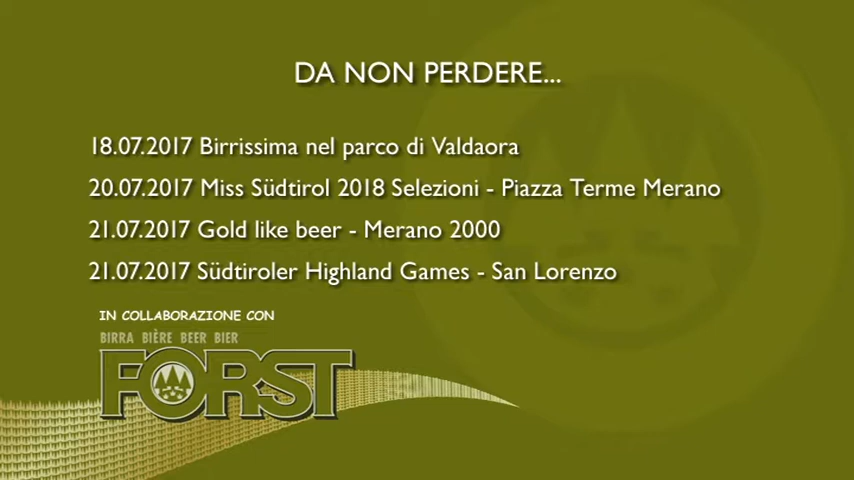 DA NON PERDERE...
18.07.2017 Birrissima nel parco di Valdaora
20.07.2017 Miss Südtirol 2018 Selezioni - Piazza Terme Merano
21.07.2017 Gold like beer - Merano 2000
21.07.2017 Südtiroler Highland Games - San Lorenzo
IN COLLABORAZIONE CON
BIRRA BIÈRE BEER BIER
FORST